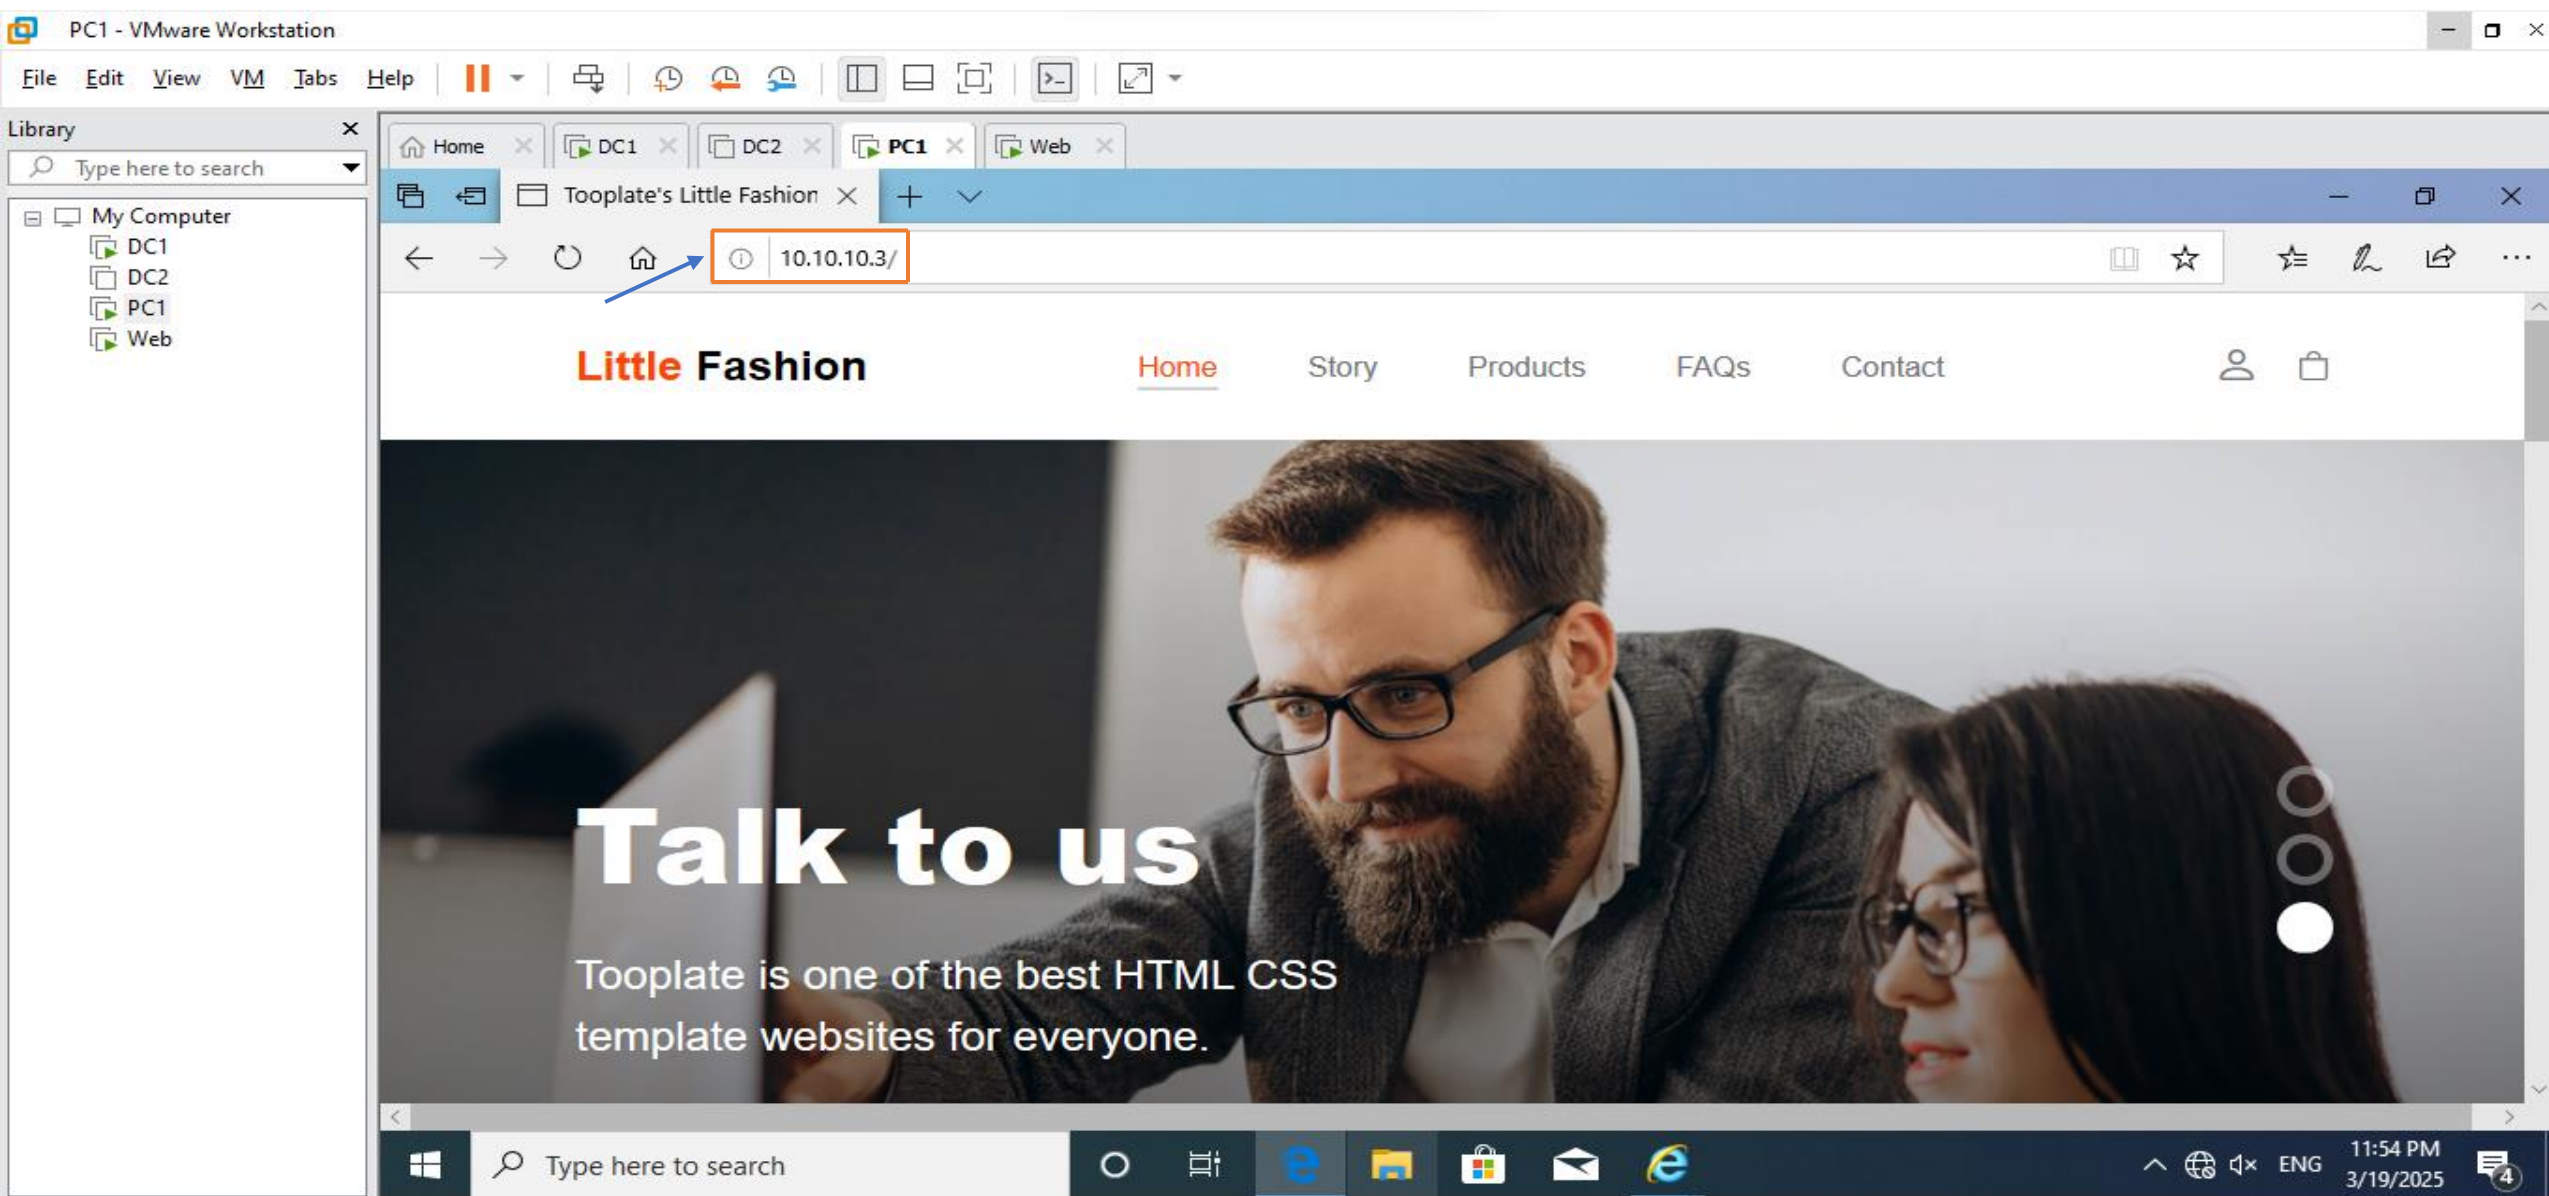 PC1 - VMware Workstation
File Edit View VM Tabs Help
Library
Type here to search
My Computer
DC1
DC2
PC1
Web
Home DC1 DC2 PC1 Web
Tooplate's Little Fashion
10.10.10.3/
Little Fashion Home Story Products FAQs Contact
Talk to us
Tooplate is one of the best HTML CSS
template websites for everyone.
Type here to search
ENG
11:54 PM
3/19/2025
4